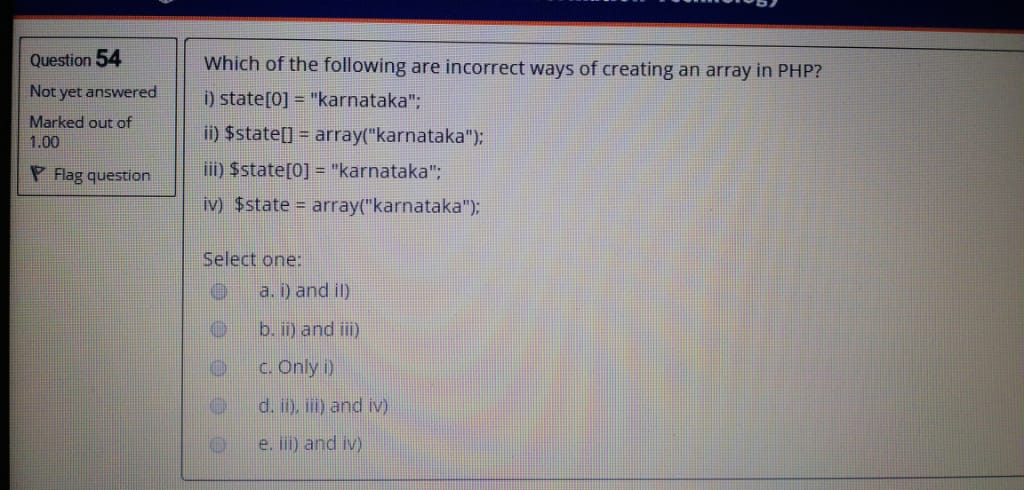 Question 54
Not yet answered
Marked out of
1.00
Flag question
Which of the following are incorrect ways of creating an array in PHP?
i) state[0] = "karnataka";
ii) $state[] = array("karnataka");
iii) $state[0] = "karnataka";
iv) $state = array("karnataka");
Select one:
a. i) and il)
b. ii) and iii)
c. Only i)
d. ii), iii) and iv)
e. iii) and iv)